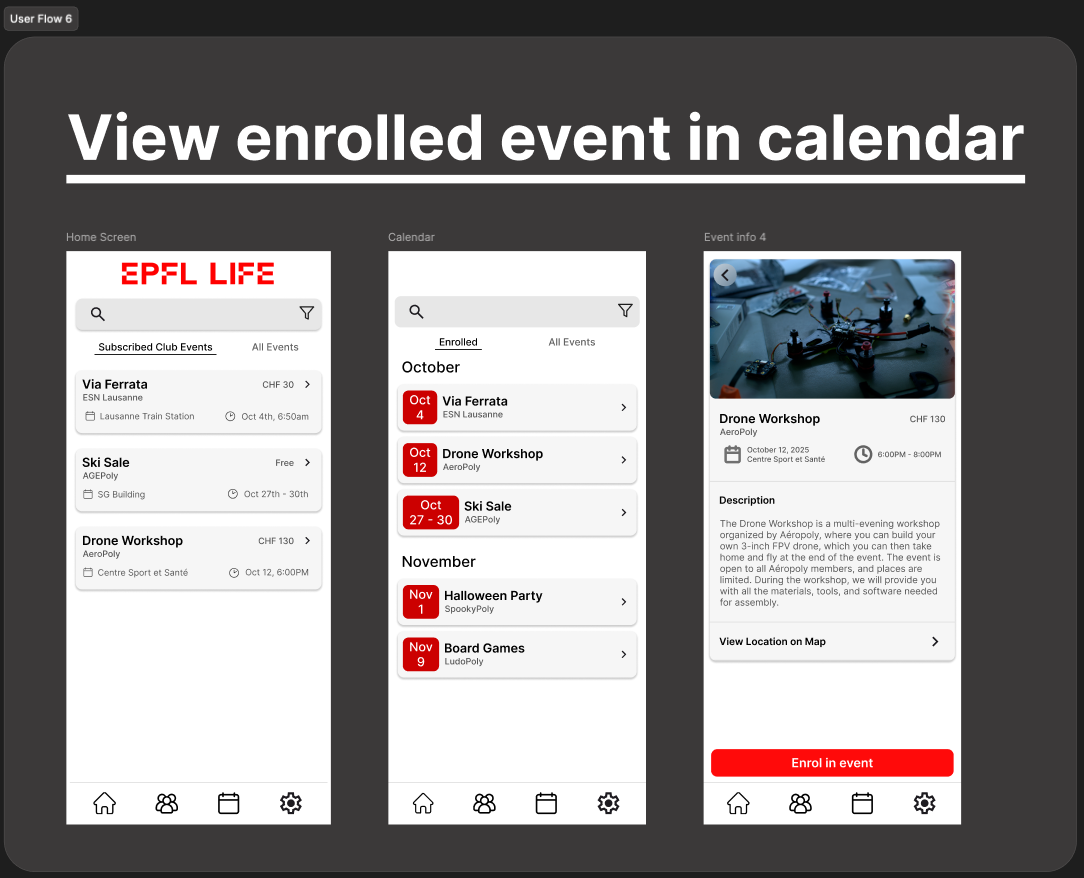 User Flow 6
View enrolled event in calendar
Home Screen
EPFL LIFE
Subscribed Club Events
All Events
Via Ferrata
CHF 30
ESN Lausanne
Lausanne Train Station
Oct 4th, 6:50am
Ski Sale
Free
AGEPoly
SG Building
Oct 27th - 30th
Drone Workshop
CHF 130
AeroPoly
Centre Sport et Santé
Oct 12, 6:00PM
Calendar
Enrolled
All Events
October
Oct
4
Via Ferrata
ESN Lausanne
Oct
12
Drone Workshop
AeroPoly
Oct
27 - 30
Ski Sale
AGEPoly
November
Nov
1
Halloween Party
SpookyPoly
Nov
9
Board Games
LudoPoly
Event info 4
Drone Workshop
CHF 130
AeroPoly
October 12, 2025
Centre Sport et Santé
6:00PM - 8:00PM
Description
The Drone Workshop is a multi-evening workshop
organized by Aéropoly, where you can build your
own 3-inch FPV drone, which you can then take
home and fly at the end of the event. The event is
open to all Aéropoly members, and places are
limited. During the workshop, we will provide you
with all the materials, tools, and software needed
for assembly.
View Location on Map
Enrol in event